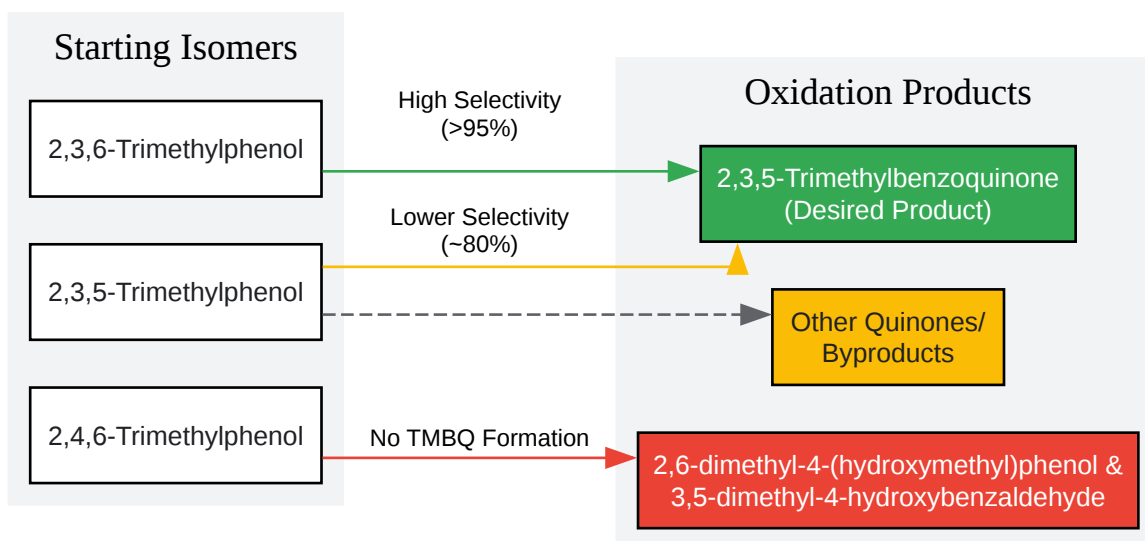 Starting Isomers
2,3,6-Trimethylphenol
2,3,5-Trimethylphenol
2,4,6-Trimethylphenol
High Selectivity
(>95%)
Lower Selectivity
(~80%)
No TMBQ Formation
Oxidation Products
2,3,5-Trimethylbenzoquinone
(Desired Product)
Other Quinones/
Byproducts
2,6-dimethyl-4-(hydroxymethyl)phenol &
3,5-dimethyl-4-hydroxybenzaldehyde